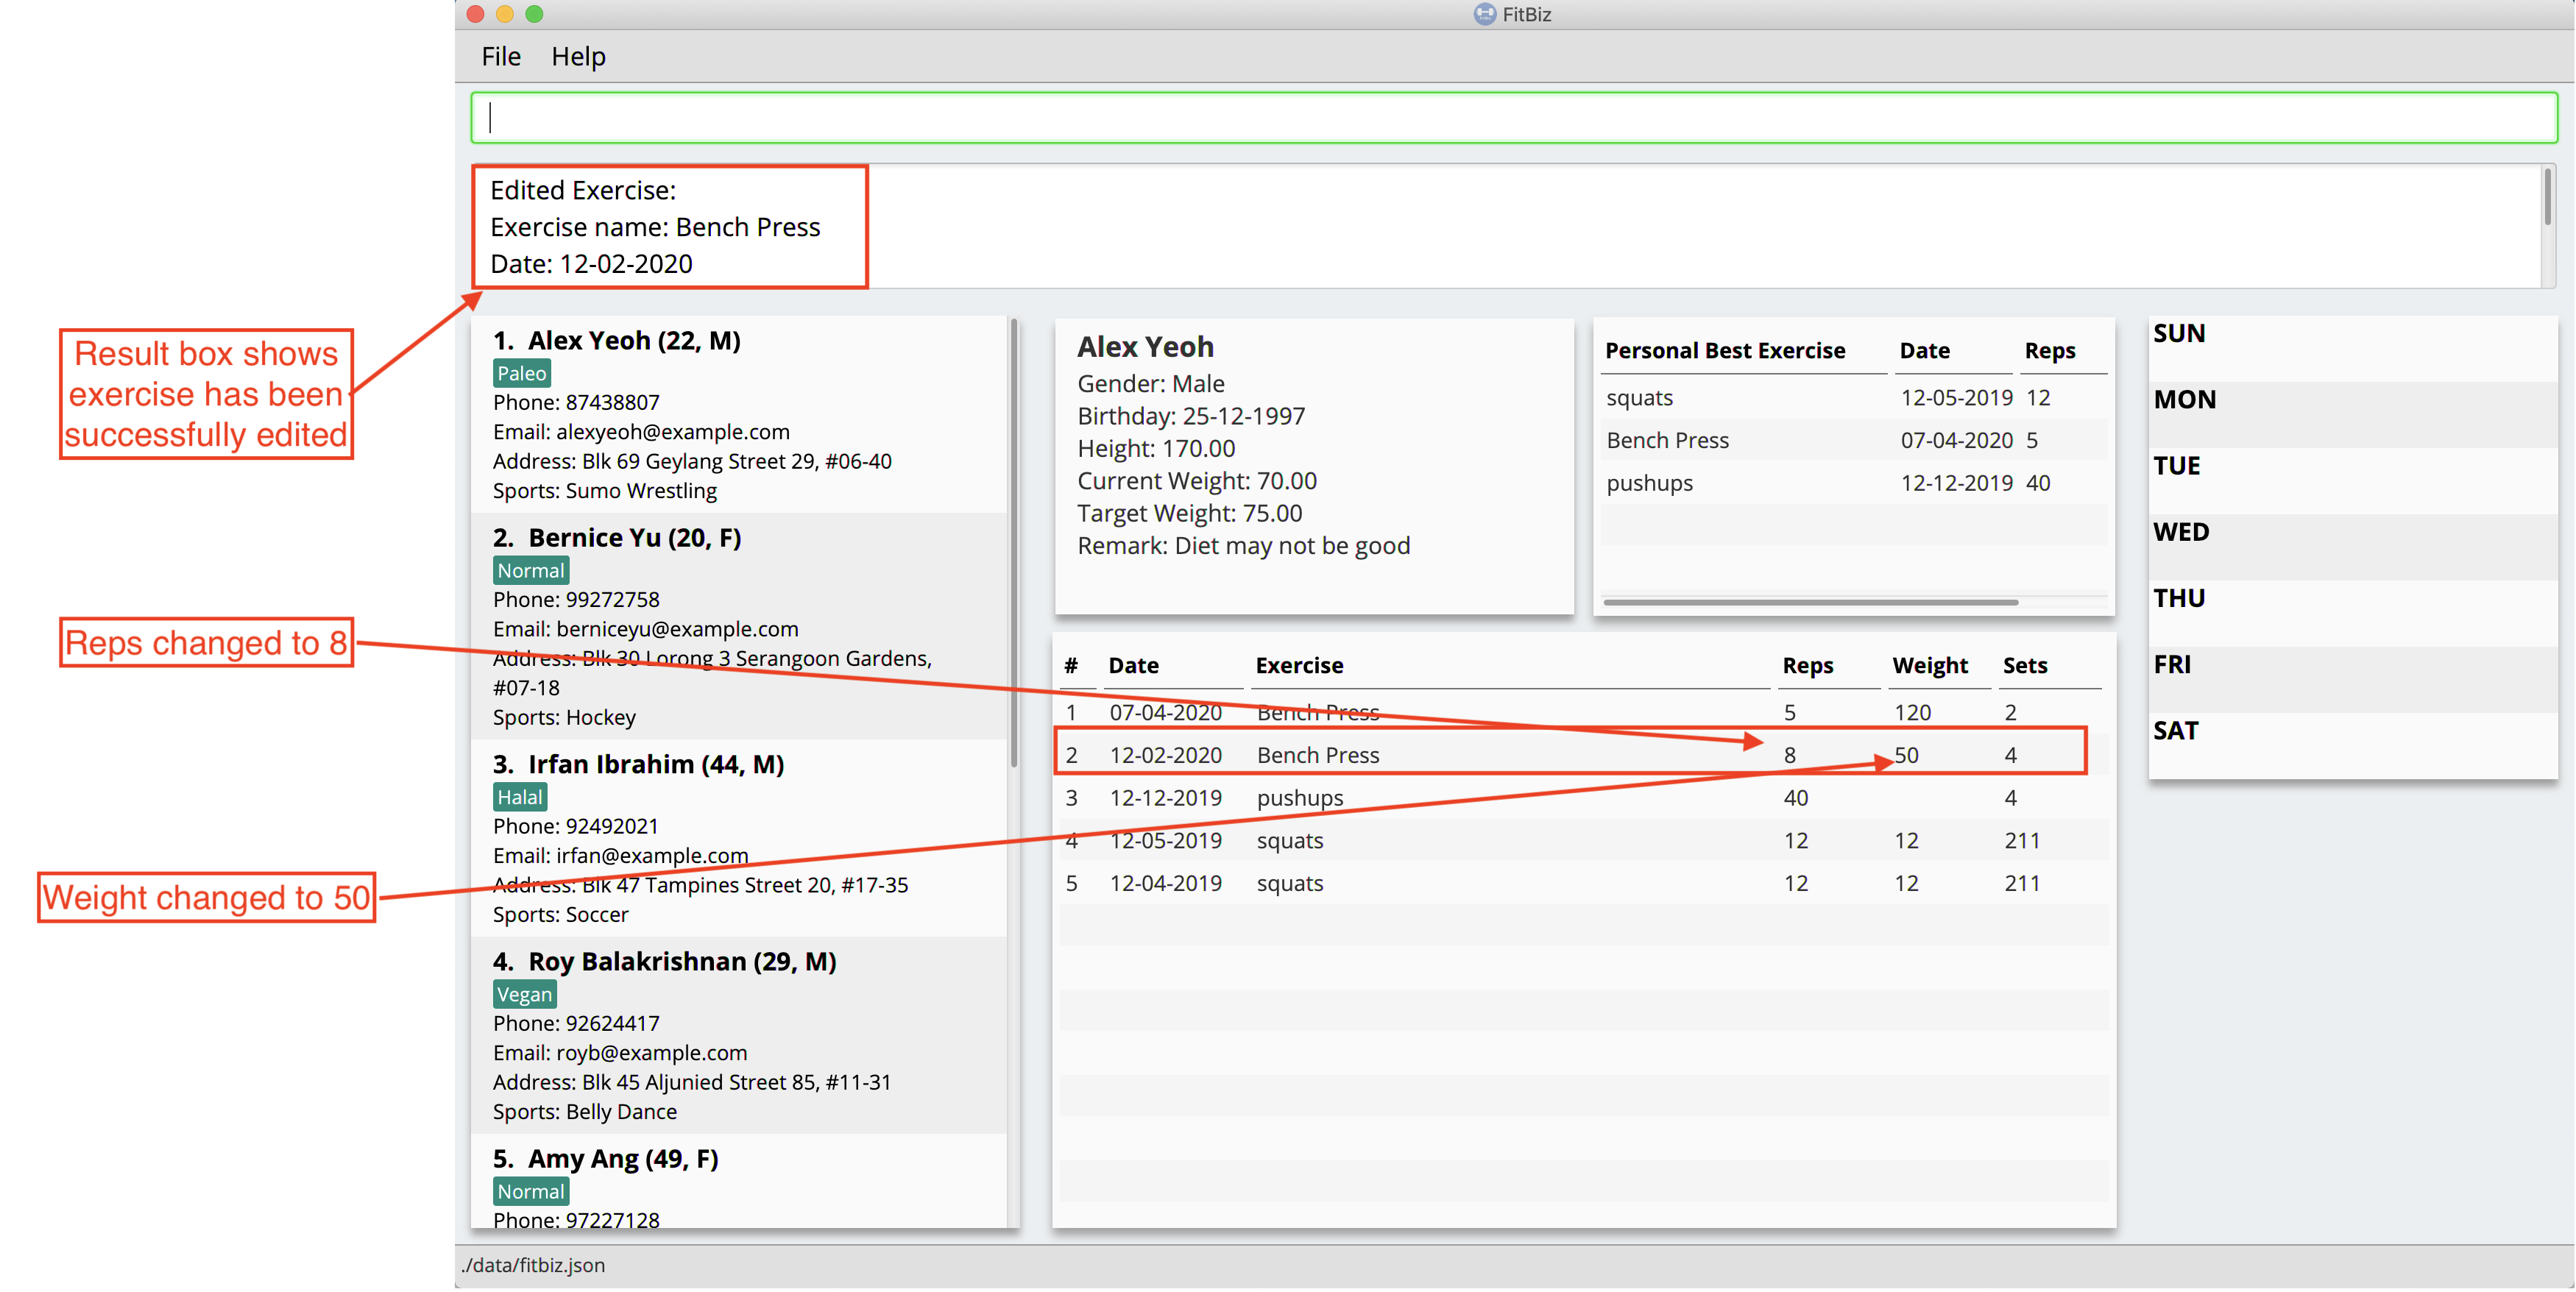 FitBiz
File Help
Edited Exercise:
Exercise name: Bench Press
Date: 12-02-2020
Result box shows
exercise has been
successfully edited
Reps changed to 8
Weight changed to 50
1. Alex Yeoh (22, M)
Paleo
Phone: 87438807
Email: alexyeoh@example.com
Address: Blk 69 Geylang Street 29, #06-40
Sports: Sumo Wrestling
2. Bernice Yu (20, F)
Normal
Phone: 99272758
Email: berniceyu@example.com
Address: Blk 30 Lorong 3 Serangoon Gardens,
#07-18
Sports: Hockey
3. Irfan Ibrahim (44, M)
Halal
Phone: 92492021
Email: irfan@example.com
Address: Blk 47 Tampines Street 20, #17-35
Sports: Soccer
4. Roy Balakrishnan (29, M)
Vegan
Phone: 92624417
Email: royb@example.com
Address: Blk 45 Aljunied Street 85, #11-31
Sports: Belly Dance
5. Amy Ang (49, F)
Normal
Phone: 97227128
Alex Yeoh
Gender: Male
Birthday: 25-12-1997
Height: 170.00
Current Weight: 70.00
Target Weight: 75.00
Remark: Diet may not be good
Personal Best Exercise Date Reps
squats 12-05-2019 12
Bench Press 07-04-2020 5
pushups 12-12-2019 40
# Date Exercise Reps Weight Sets
1 07-04-2020 Bench Press 5 120 2
2 12-02-2020 Bench Press 8 50 4
3 12-12-2019 pushups 40 4
4 12-05-2019 squats 12 12 211
5 12-04-2019 squats 12 12 211
SUN
MON
TUE
WED
THU
FRI
SAT
./data/fitbiz.json